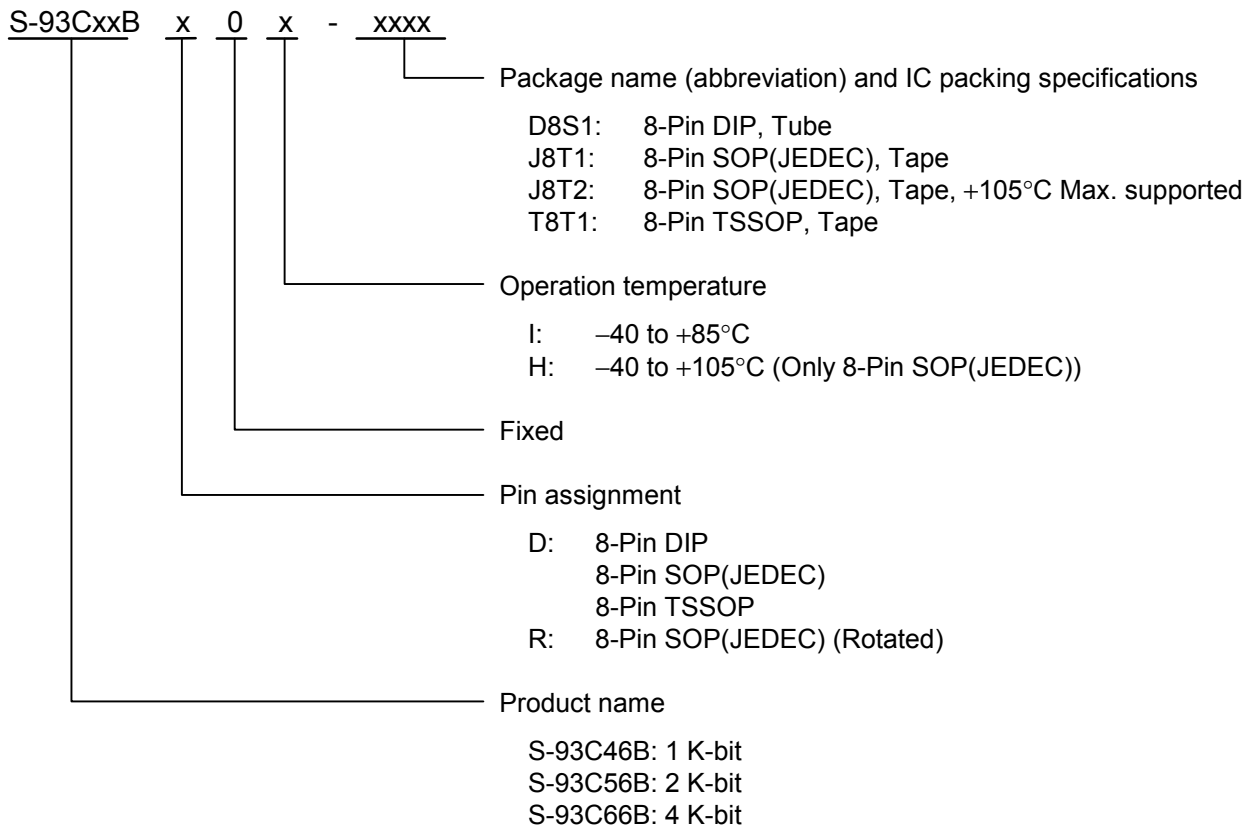 S-93CxxB x 0 x - xxxx
Package name (abbreviation) and IC packing specifications
D8S1: 8-Pin DIP, Tube
J8T1: 8-Pin SOP(JEDEC), Tape
J8T2: 8-Pin SOP(JEDEC), Tape, +105°C Max. supported
T8T1: 8-Pin TSSOP, Tape
Operation temperature
I: −40 to +85°C
H: −40 to +105°C (Only 8-Pin SOP(JEDEC))
Fixed
Pin assignment
D: 8-Pin DIP
8-Pin SOP(JEDEC)
8-Pin TSSOP
R: 8-Pin SOP(JEDEC) (Rotated)
Product name
S-93C46B: 1 K-bit
S-93C56B: 2 K-bit
S-93C66B: 4 K-bit